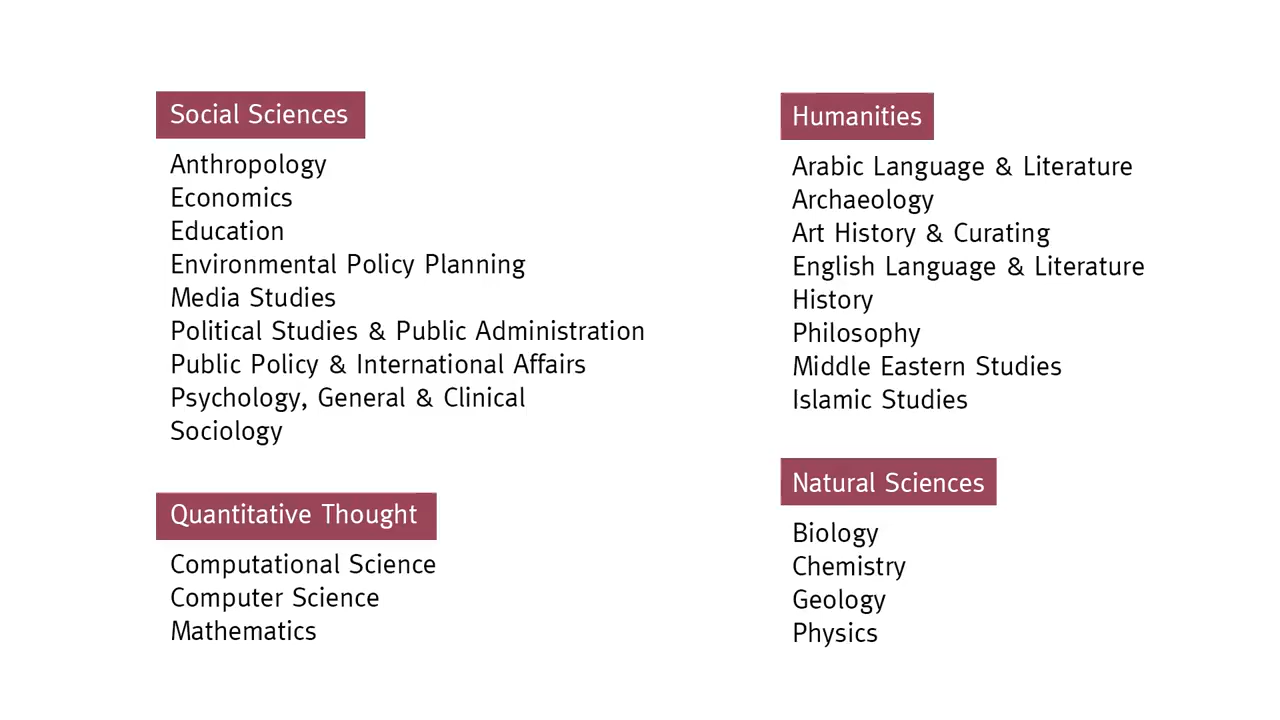 Social Sciences
Anthropology
Economics
Education
Environmental Policy Planning
Media Studies
Political Studies & Public Administration
Public Policy & International Affairs
Psychology, General & Clinical
Sociology
Quantitative Thought
Computational Science
Computer Science
Mathematics
Humanities
Arabic Language & Literature
Archaeology
Art History & Curating
English Language & Literature
History
Philosophy
Middle Eastern Studies
Islamic Studies
Natural Sciences
Biology
Chemistry
Geology
Physics